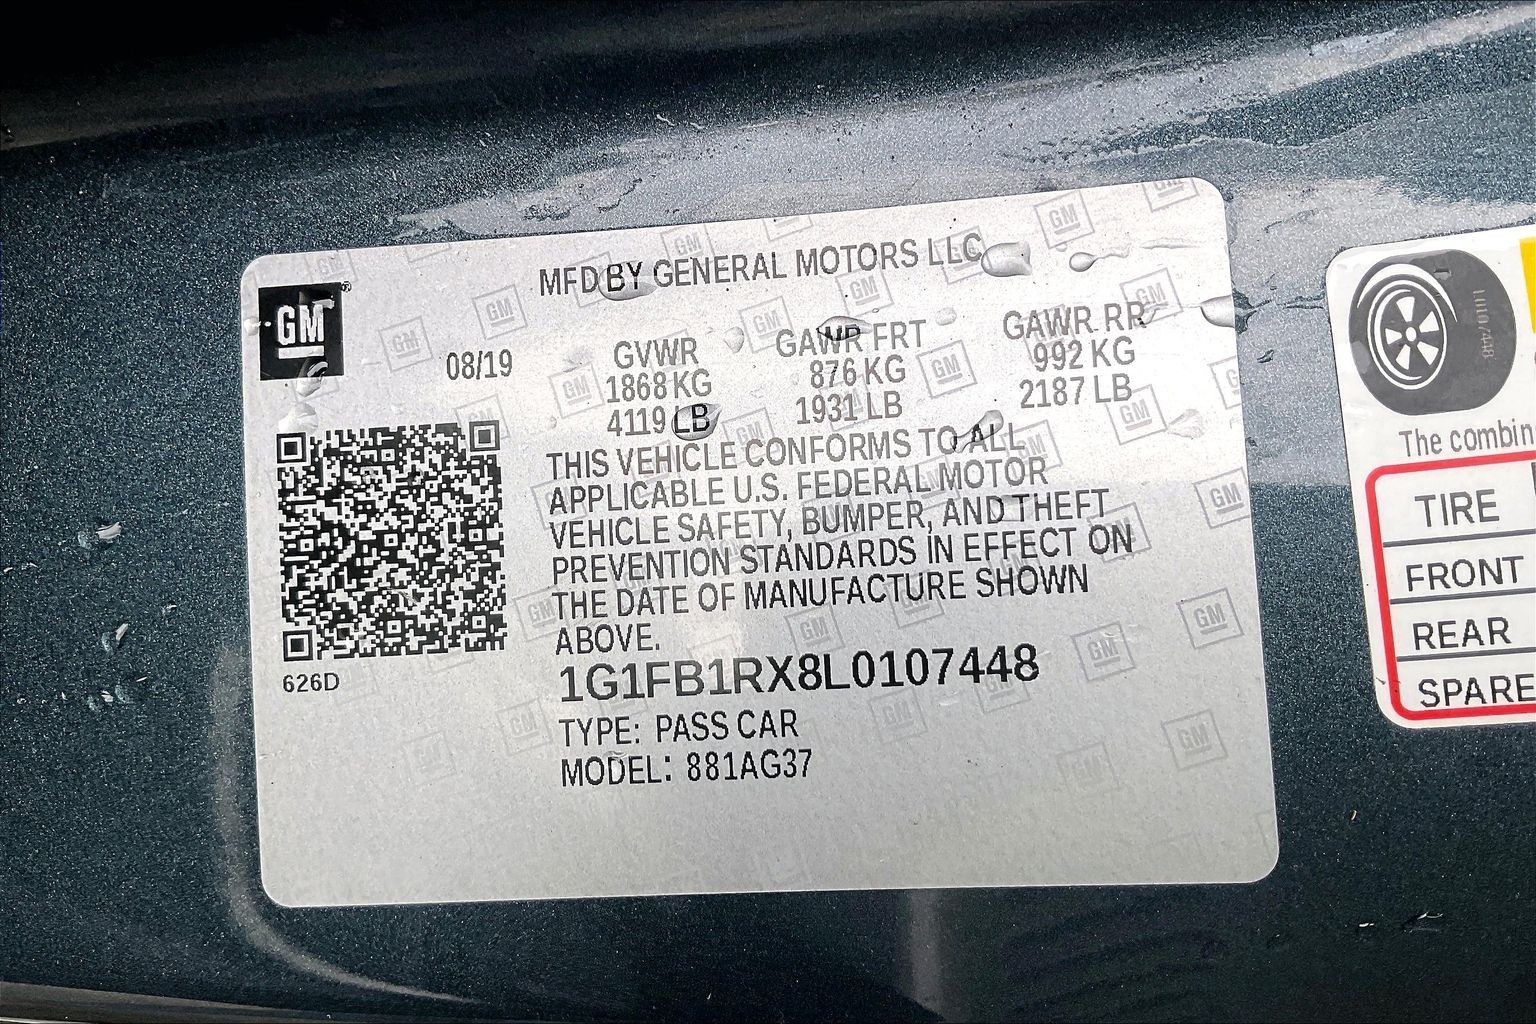 MFD BY GENERAL MOTORS LLC
GM
08/19
GVWR
1868 KG
4119 LB
GAWR FRT
876 KG
1931 LB
GAWR RR
992 KG
2187 LB
THIS VEHICLE CONFORMS TO ALL
APPLICABLE U.S. FEDERAL MOTOR
VEHICLE SAFETY, BUMPER, AND THEFT
PREVENTION STANDARDS IN EFFECT ON
THE DATE OF MANUFACTURE SHOWN
ABOVE.
626D
1G1FB1RX8L0107448
TYPE: PASS CAR
MODEL: 881AG37
L0107448
The combin
TIRE
FRONT
REAR
SPARE